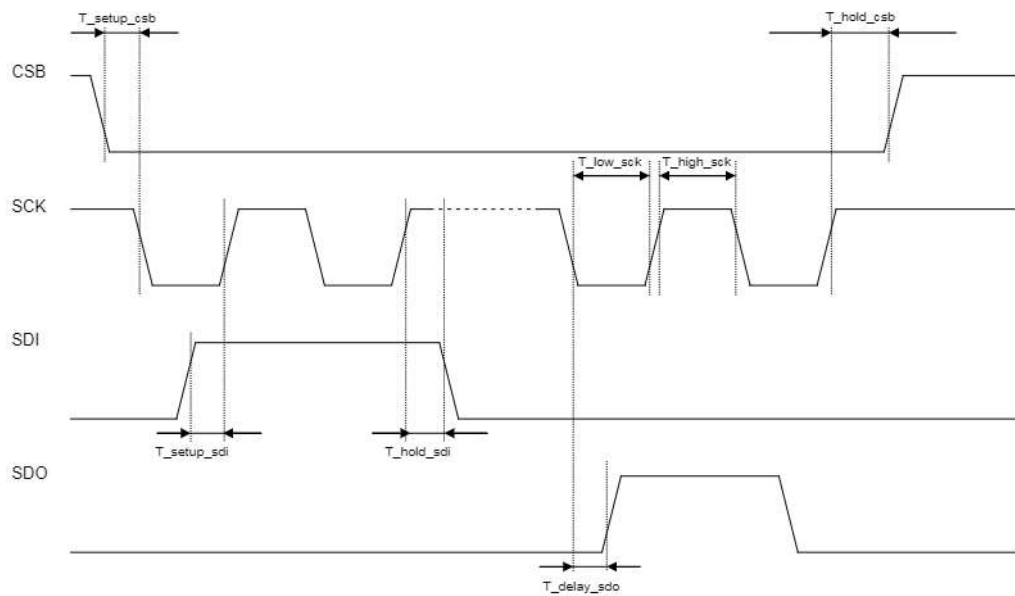 T_setup_csb
T_hold_csb
CSB
T_low_sck
T_high_sck
SCK
SDI
T_setup_sdi
T_hold_sdi
SDO
T_delay_sdo